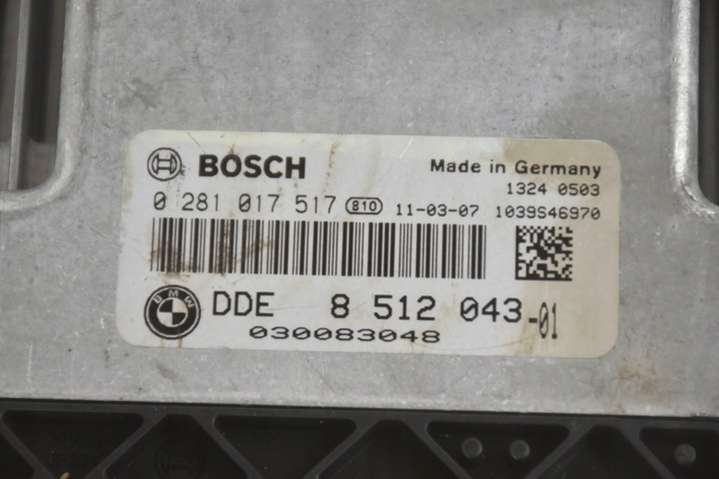 BOSCH
Made in Germany
1324 0503
0 281 017 517 810 11-03-07 1039S46970
BMW
DDE 8 512 043-01
030083048